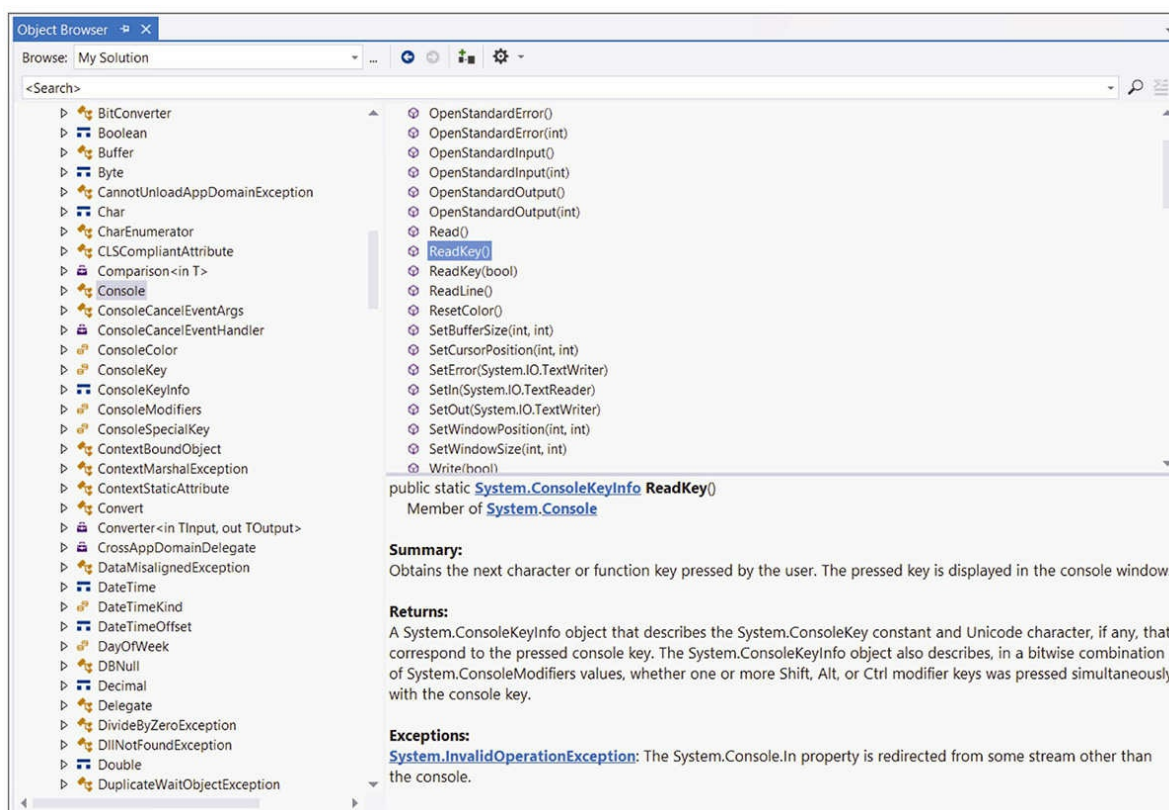 Object Browser
Browse: My Solution
...
<Search>
BitConverter
Boolean
Buffer
Byte
CannotUnloadAppDomainException
Char
CharEnumerator
CLSCompliantAttribute
Comparison<in T>
Console
ConsoleCancelEventArgs
ConsoleCancelEventHandler
ConsoleColor
ConsoleKey
ConsoleKeyInfo
ConsoleModifiers
ConsoleSpecialKey
ContextBoundObject
ContextMarshalException
ContextStaticAttribute
Convert
Converter<in TInput, out TOutput>
CrossAppDomainDelegate
DataMisalignedException
DateTime
DateTimeKind
DateTimeOffset
DayOfWeek
DBNull
Decimal
Delegate
DivideByZeroException
DllNotFoundException
Double
DuplicateWaitObjectException
OpenStandardError()
OpenStandardError(int)
OpenStandardInput()
OpenStandardInput(int)
OpenStandardOutput()
OpenStandardOutput(int)
Read()
ReadKey()
ReadKey(bool)
ReadLine()
ResetColor()
SetBufferSize(int, int)
SetCursorPosition(int, int)
SetError(System.IO.TextWriter)
SetIn(System.IO.TextReader)
SetOut(System.IO.TextWriter)
SetWindowPosition(int, int)
SetWindowSize(int, int)
Write(bool)
public static System.ConsoleKeyInfo ReadKey()
Member of System.Console
Summary:
Obtains the next character or function key pressed by the user. The pressed key is displayed in the console window.
Returns:
A System.ConsoleKeyInfo object that describes the System.ConsoleKey constant and Unicode character, if any, that
correspond to the pressed console key. The System.ConsoleKeyInfo object also describes, in a bitwise combination
of System.ConsoleModifiers values, whether one or more Shift, Alt, or Ctrl modifier keys was pressed simultaneously
with the console key.
Exceptions:
System.InvalidOperationException: The System.Console.In property is redirected from some stream other than
the console.